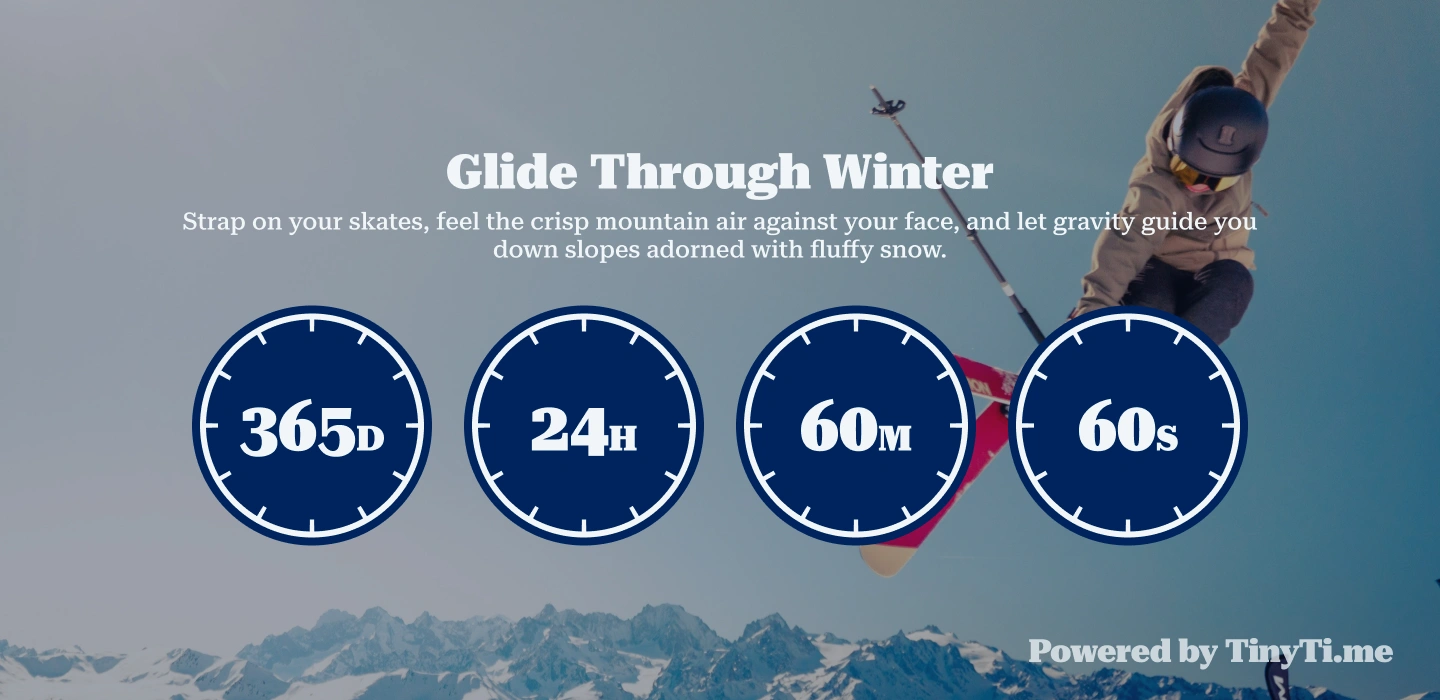 Glide Through Winter
Strap on your skates, feel the crisp mountain air against your face, and let gravity guide you
down slopes adorned with fluffy snow.
365D 24H 60M 60S
Powered by TinyTi.me